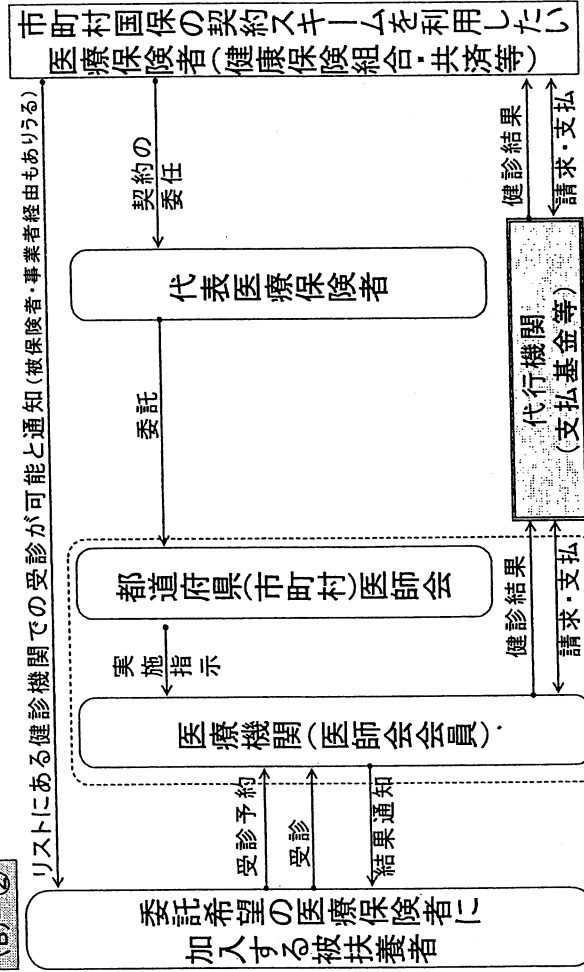 (B)
②
市町村国保の契約スキームを利用したい
医療保険者(健康保険組合・共済等)
リストにある健診機関での受診が可能と通知(被保険者・事業者経由もありうる)
契約の
委任
代表医療保険者
委託
都道府県(市町村)医師会
実施
指示
医療機関(医師会会員)
受診予約
受診
結果通知
委託希望の医療保険者に
加入する被扶養者
健診結果
請求・支払
代行機関
(支払基金等)
健診結果
請求・支払